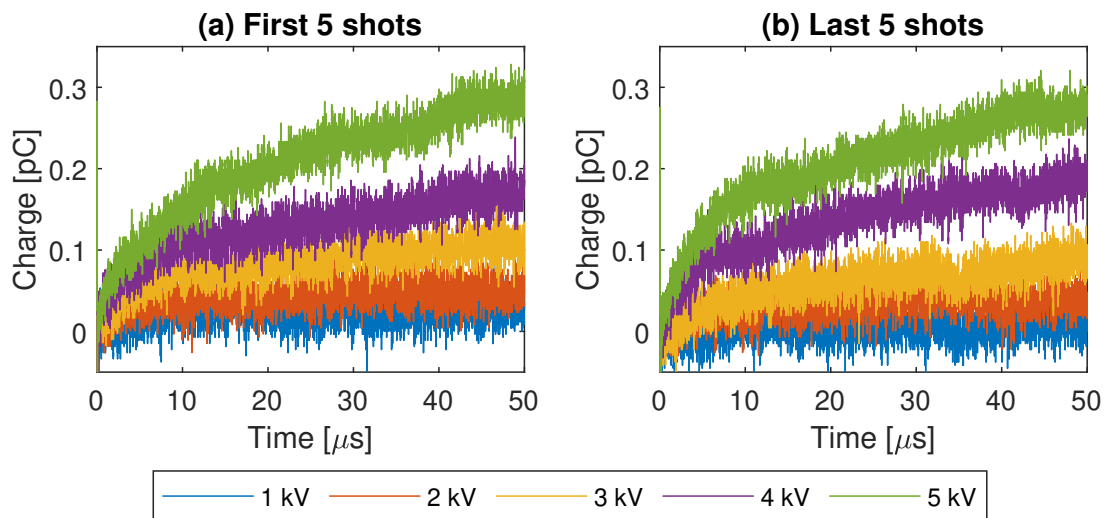 (a) First 5 shots
Charge [pC]
0.3
0.2
0.1
0
0 10 20 30 40 50
Time [μs]
(b) Last 5 shots
Charge [pC]
0.3
0.2
0.1
0
0 10 20 30 40 50
Time [μs]
1 kV 2 kV 3 kV 4 kV 5 kV